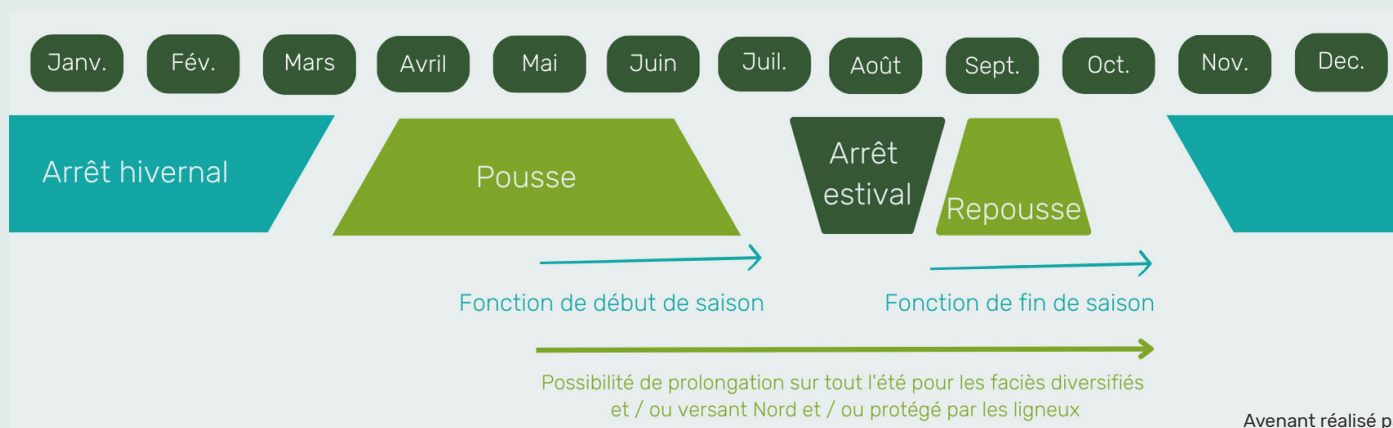 Janv. Fév. Mars Avril Mai Juin Juil. Août Sept. Oct. Nov. Dec.
Arrêt hivernal
Pousse
Arrêt
estival
Repousse
Fonction de début de saison
Fonction de fin de saison
Possibilité de prolongation sur tout l'été pour les faciès diversifiés
et / ou versant Nord et / ou protégé par les ligneux
Avenant réalisé p